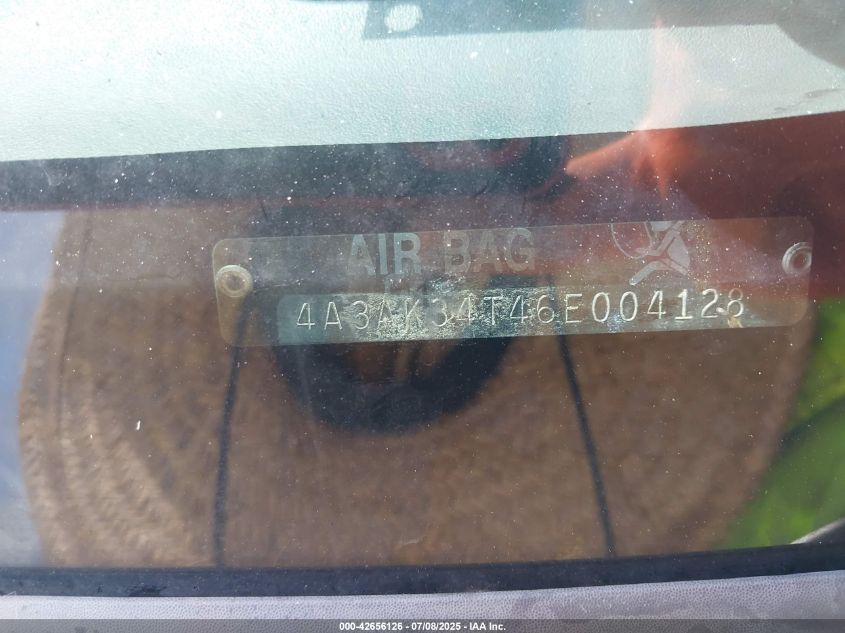 AIR BAG
4A3AK34T46E004128
000-42656126 - 07/08/2025 - IAA Inc.